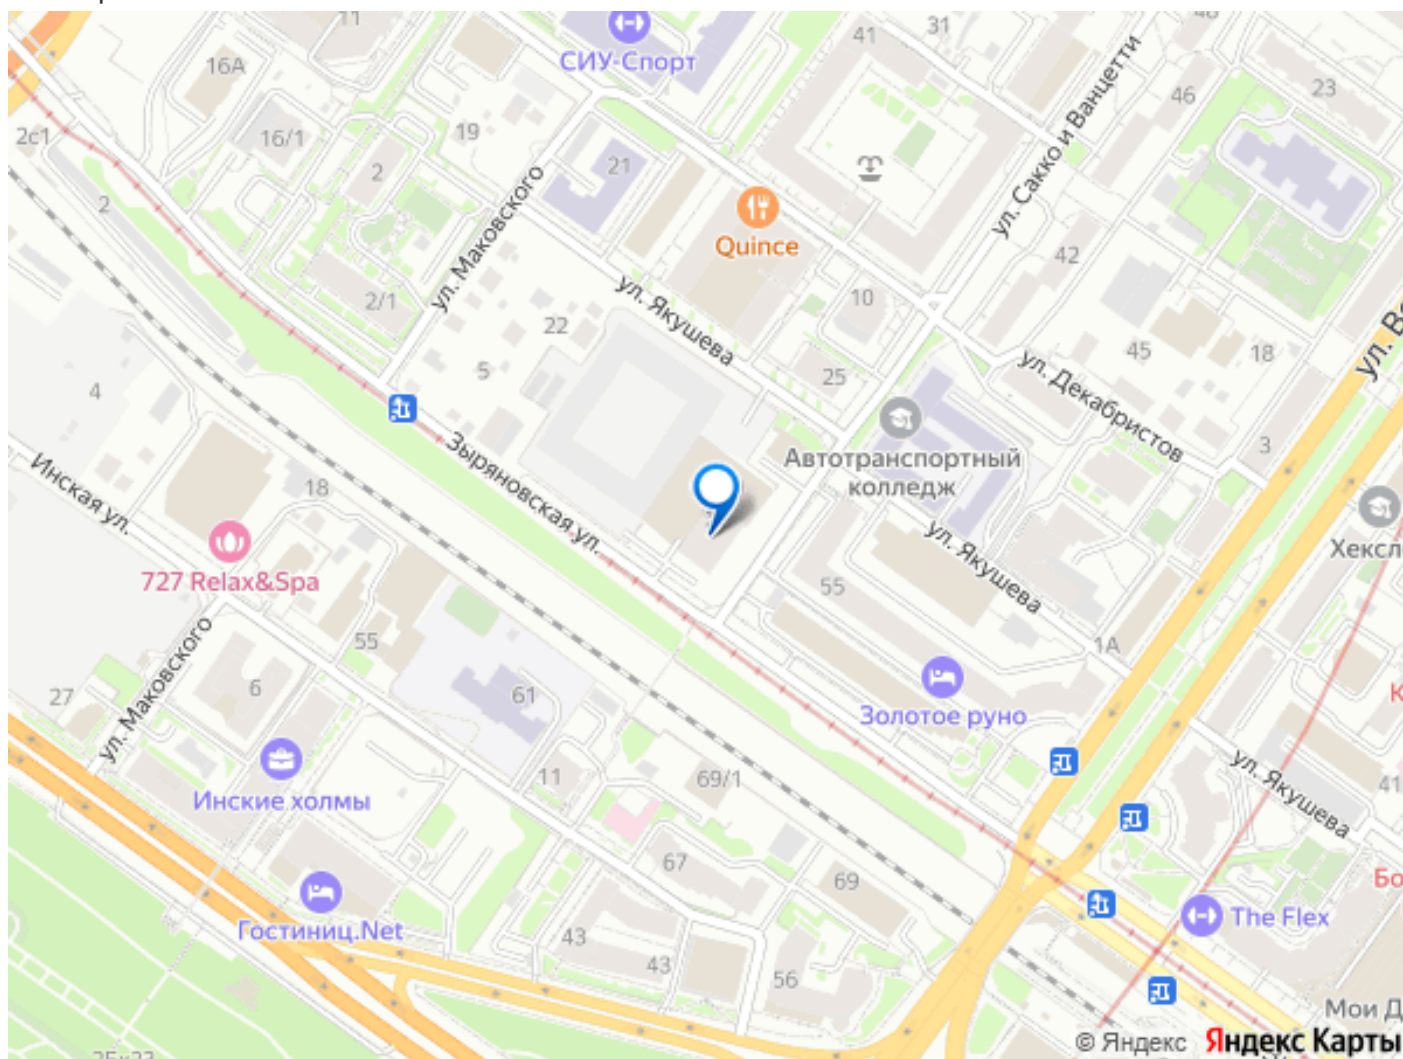 11
СИУ-Спорт
41
31
16А
46
23
2с1
16/1
19
2
21
ул. Сакко и Ванцетти
2
ул. Маковского
Quince
42
2/1
ул. Якушева
10
22
45
18
5
25
ул. Декабристов
4
3
Зыряновская ул.
Автотранспортный
колледж
Инская ул.
18
727 Relax&Spa
ул. Якушева
55
55
1А
ул. Маковского
27
6
61
Золотое руно
Инские холмы
11
69/1
ул. Якушева
41
67
69
Гостиниц.Net
The Flex
43
43
56
Мои Д
© Яндекс Яндекс Карты